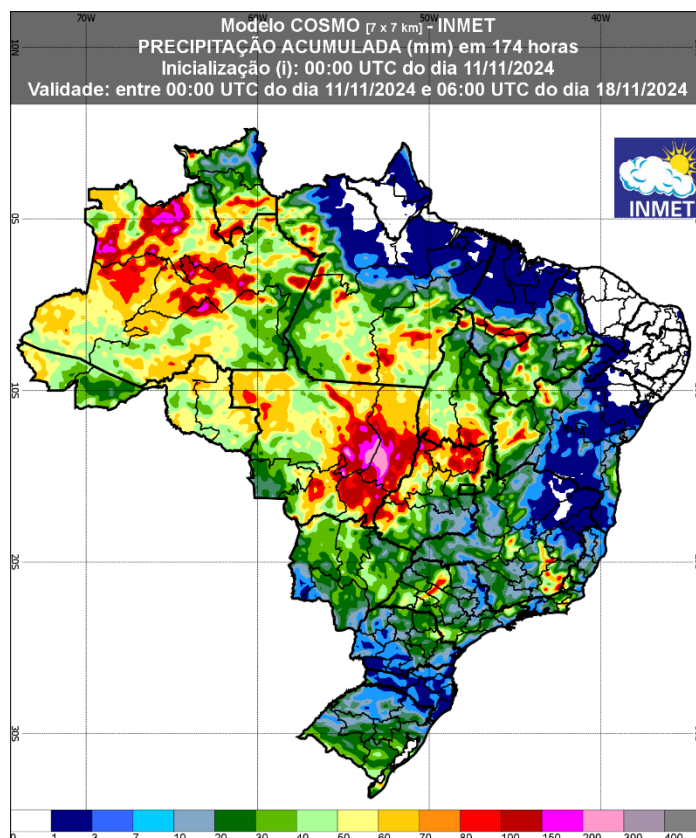 Modelo COSMO [7 x 7 km] - INMET
PRECIPITAÇÃO ACUMULADA (mm) em 174 horas
Inicialização (i): 00:00 UTC do dia 11/11/2024
Validade: entre 00:00 UTC do dia 11/11/2024 e 06:00 UTC do dia 18/11/2024
70W 60W 50W 40W
10N
INMET
0S
10S
20S
30S
0 1 3 7 10 20 30 40 50 60 70 80 100 150 200 300 400